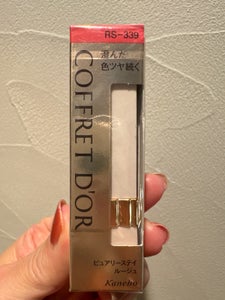 RS-339
澄んだ
色ツヤ続く
COFFRET D'OR
ピュアリーステイ
ルージュ
Kanebo